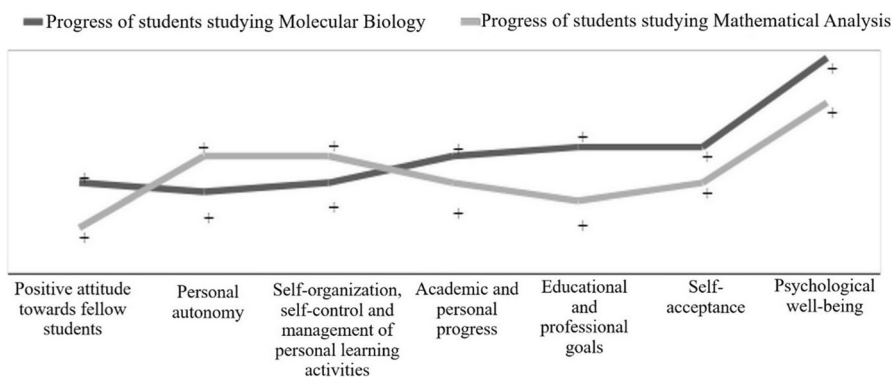 Progress of students studying Molecular Biology
Progress of students studying Mathematical Analysis
Positive attitude
towards fellow
students
Personal
autonomy
Self-organization,
self-control and
management of
personal learning
activities
Academic and
personal
progress
Educational
and
professional
goals
Self-
acceptance
Psychological
well-being